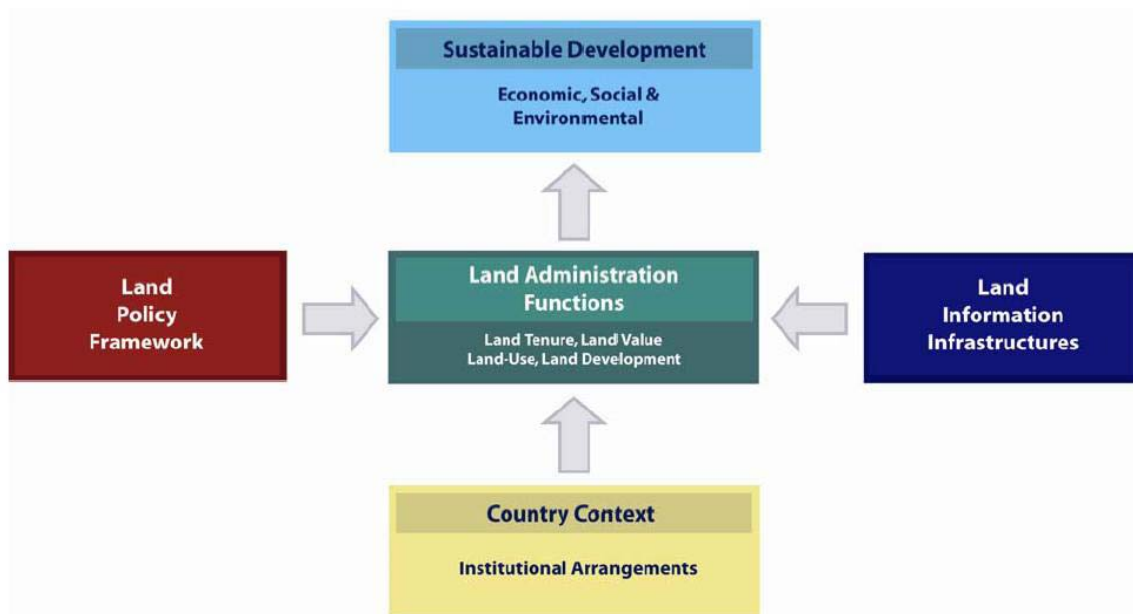 Sustainable Development
Economic, Social &
Environmental
Land
Policy
Framework
Land Administration
Functions
Land Tenure, Land Value
Land-Use, Land Development
Land
Information
Infrastructures
Country Context
Institutional Arrangements